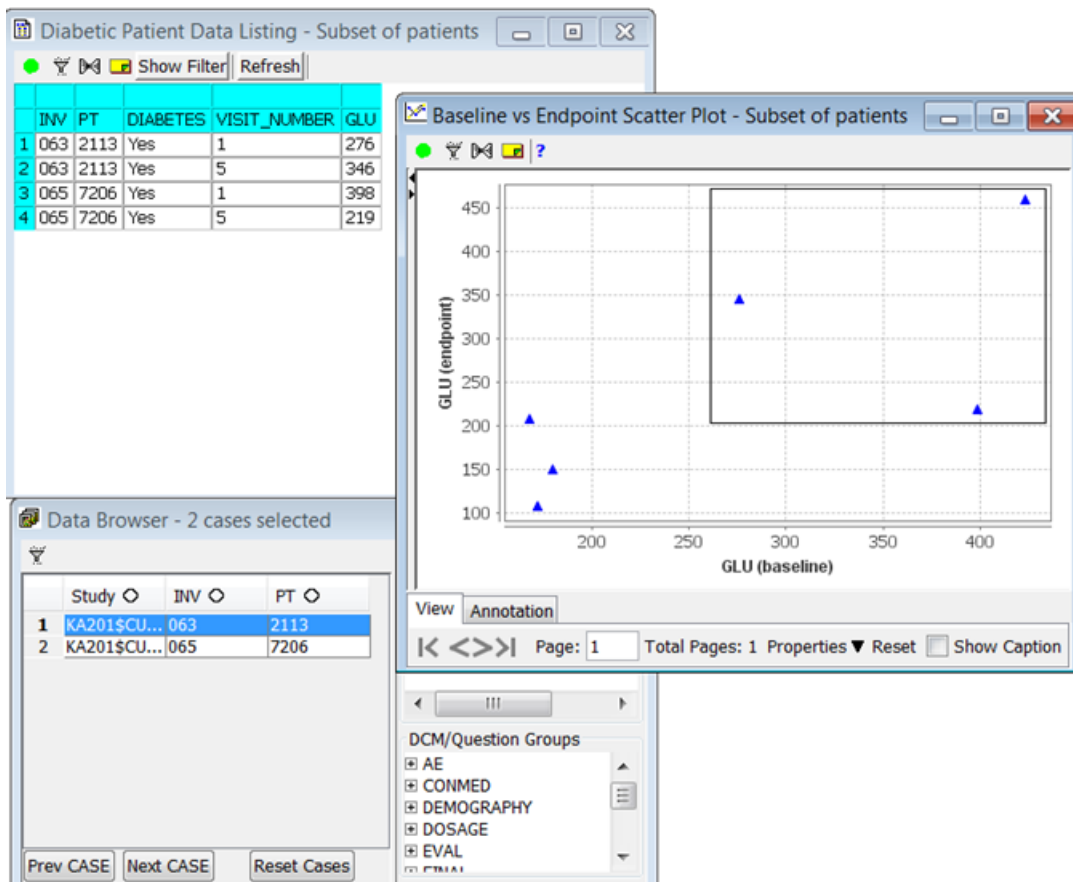 Diabetic Patient Data Listing - Subset of patients
Show Filter Refresh
INV PT DIABETES VISIT_NUMBER GLU
1 063 2113 Yes 1 276
2 063 2113 Yes 5 346
3 065 7206 Yes 1 398
4 065 7206 Yes 5 219
Baseline vs Endpoint Scatter Plot - Subset of patients
?
GLU (endpoint)
450
400
350
300
250
200
150
100
200 250 300 350 400
GLU (baseline)
View Annotation
Page: 1 Total Pages: 1 Properties ▼ Reset Show Caption
Data Browser - 2 cases selected
Study INV PT
1 KA201$CU... 063 2113
2 KA201$CU... 065 7206
Prev CASE Next CASE Reset Cases
DCM/Question Groups
AE
CONMED
DEMOGRAPHY
DOSAGE
EVAL